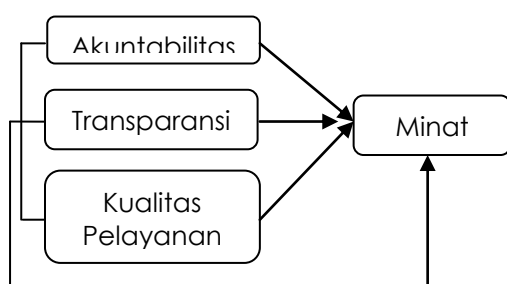 Akuntabilitas
Transparansi
Minat
Kualitas
Pelayanan